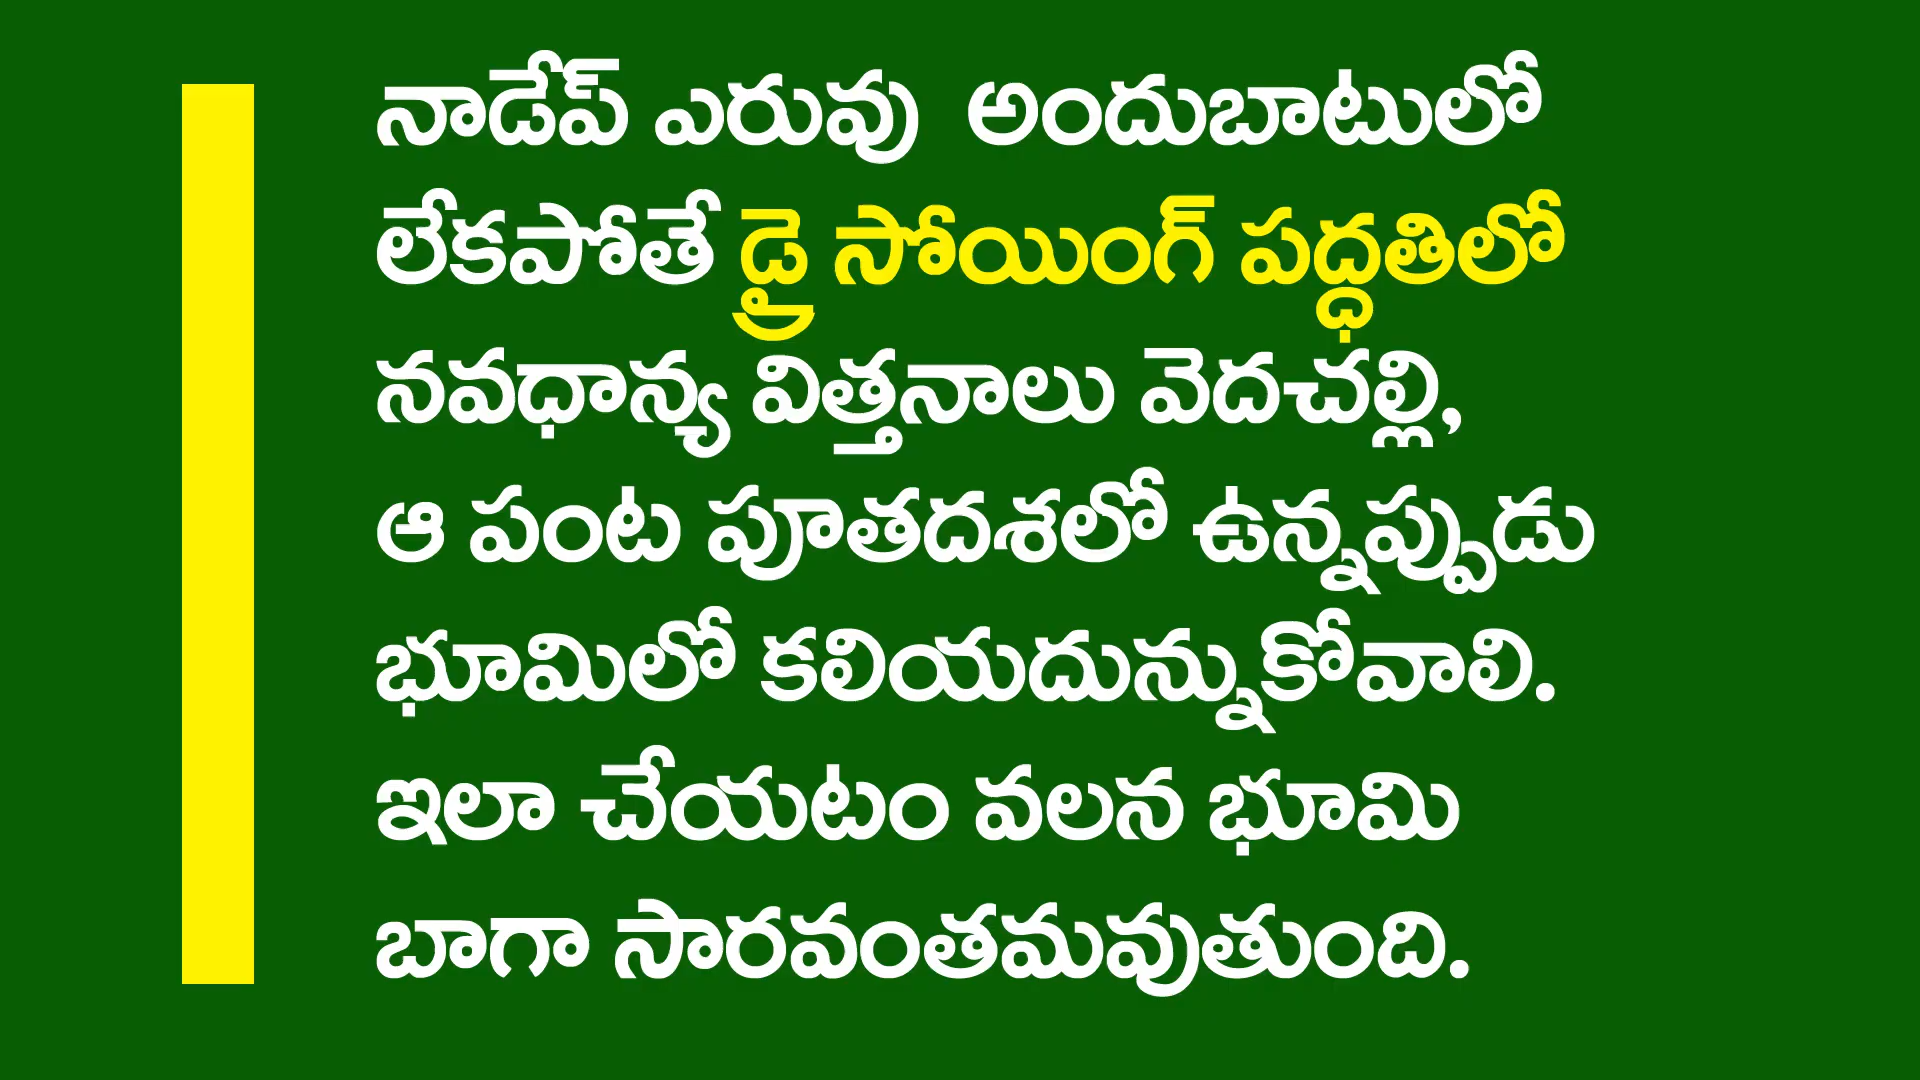 నాడేప్ ఎరువు అందుబాటులో
లేకపోతే డ్రై సోయింగ్ పద్ధతిలో
నవధాన్య విత్తనాలు వెదచల్లి,
ఆ పంట పూతదశలో ఉన్నప్పుడు
భూమిలో కలియదున్నుకోవాలి.
ఇలా చేయటం వలన భూమి
బాగా సారవంతమవుతుంది.